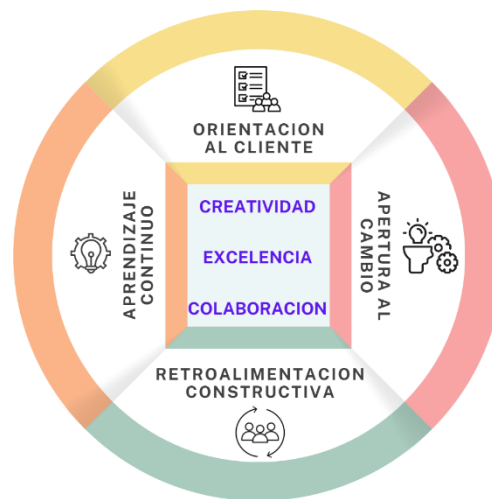 ORIENTACION
AL CLIENTE
APRENDIZAJE
CONTINUO
CREATIVIDAD
EXCELENCIA
COLABORACION
APERTURA AL
CAMBIO
RETROALIMENTACION
CONSTRUCTIVA